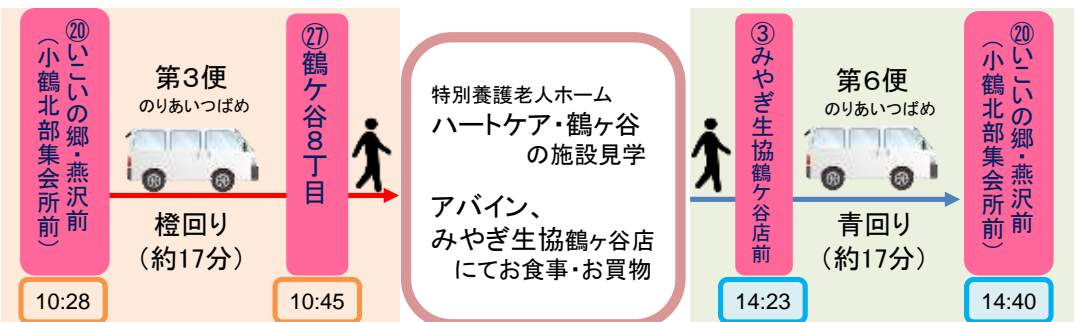 ⑳いこいの郷・燕沢前
（小鶴北部集会所前）
10:28
第3便
のりあいつばめ
橙回り
（約17分）
㉗鶴ケ谷8丁目
10:45
特別養護老人ホーム
ハートケア・鶴ヶ谷
の施設見学
アバイン、
みやぎ生協鶴ヶ谷店
にてお食事・お買物
③みやぎ生協鶴ケ谷店前
14:23
第6便
のりあいつばめ
青回り
（約17分）
⑳いこいの郷・燕沢前
（小鶴北部集会所前）
14:40